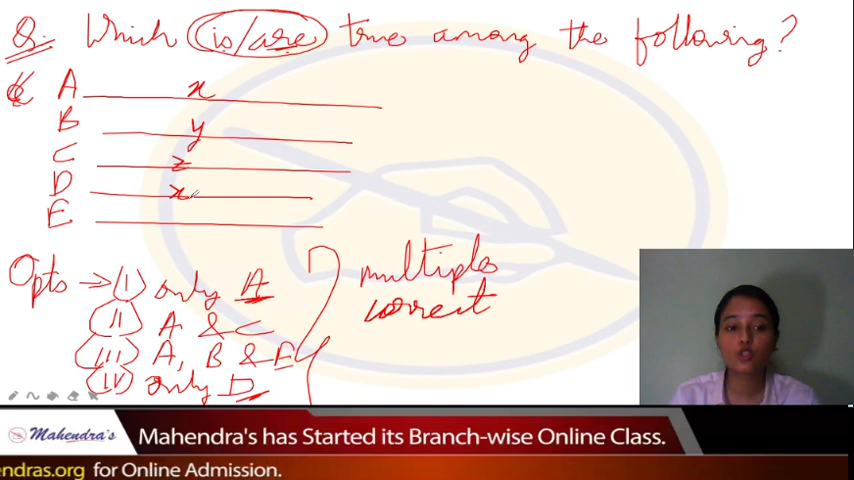 Q. Which is/are true among the following?
A x
B y
C z
D x
E
Opts → (I) only A
(II) A & C
(III) A, B & E
(IV) only D
multiple
correct
Mahendra's
Mahendra's has Started its Branch-wise Online Class.
endras.org for Online Admission.